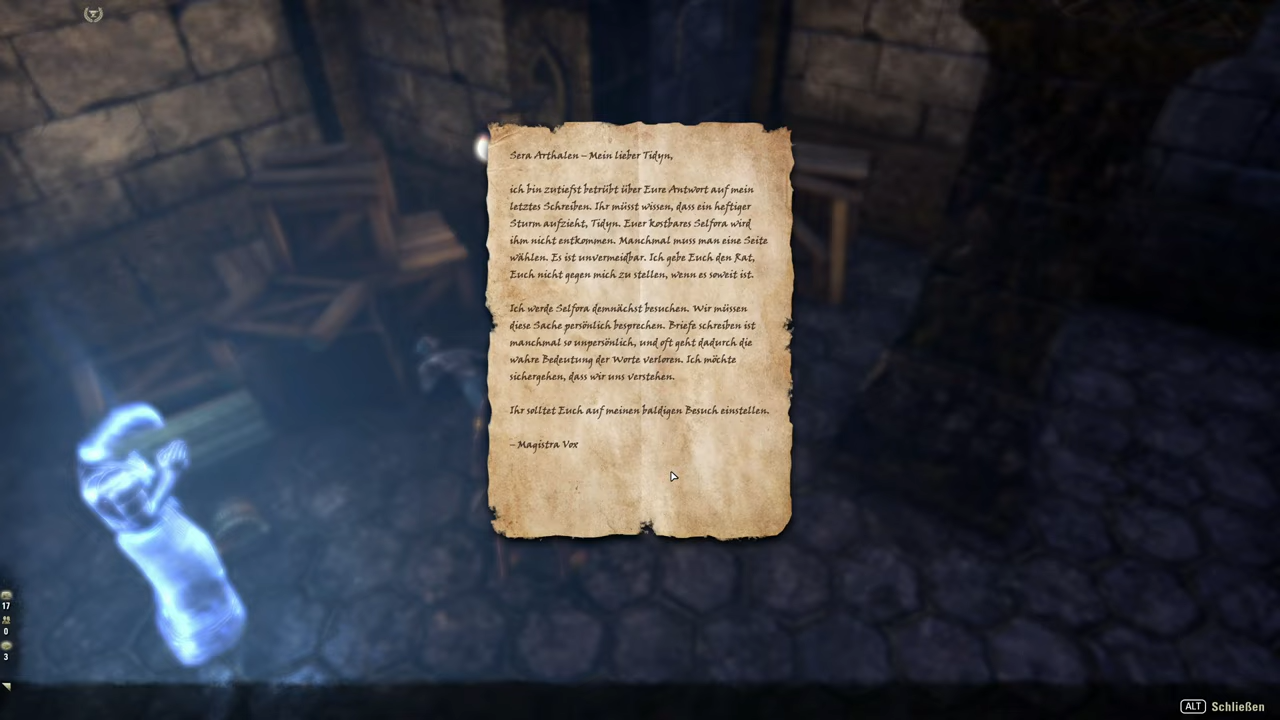 Sera Arthalen – Mein lieber Tidyn,
ich bin zutiefst betrübt über Eure Antwort auf mein
letztes Schreiben. Ihr müsst wissen, dass ein heftiger
Sturm aufzieht, Tidyn. Euer kostbares Selfora wird
ihm nicht entkommen. Manchmal muss man eine Seite
wählen. Es ist unvermeidbar. Ich gebe Euch den Rat,
Euch nicht gegen mich zu stellen, wenn es soweit ist.
Ich werde Selfora demnächst besuchen. Wir müssen
diese Sache persönlich besprechen. Briefe schreiben ist
manchmal so unpersönlich, und oft geht dadurch die
wahre Bedeutung der Worte verloren. Ich möchte
sichergehen, dass wir uns verstehen.
Ihr solltet Euch auf meinen baldigen Besuch einstellen.
– Magistra Vox
17
0
3
ALT Schließen